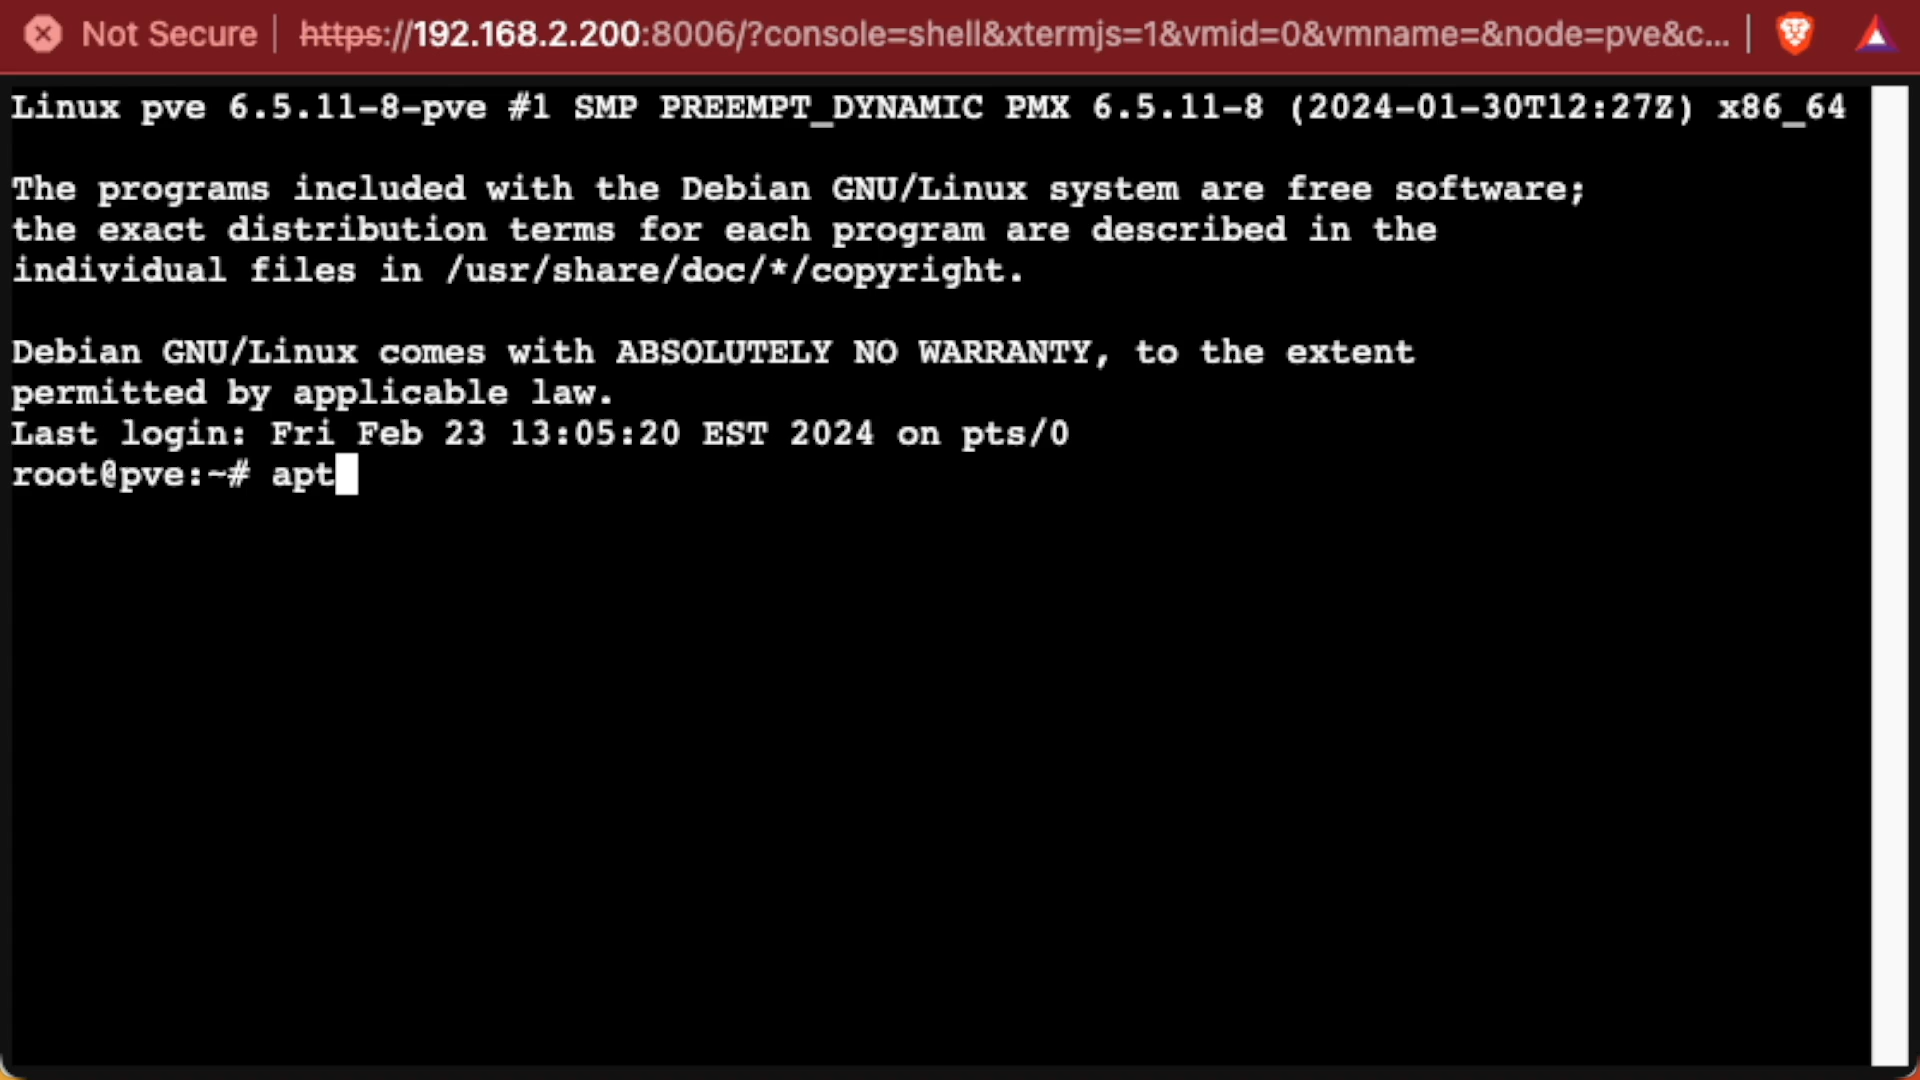 Not Secure | https://192.168.2.200:8006/?console=shell&xtermjs=1&vmid=0&vmname=&node=pve&c... |
Linux pve 6.5.11-8-pve #1 SMP PREEMPT_DYNAMIC PMX 6.5.11-8 (2024-01-30T12:27Z) x86_64
The programs included with the Debian GNU/Linux system are free software;
the exact distribution terms for each program are described in the
individual files in /usr/share/doc/*/copyright.
Debian GNU/Linux comes with ABSOLUTELY NO WARRANTY, to the extent
permitted by applicable law.
Last login: Fri Feb 23 13:05:20 EST 2024 on pts/0
root@pve:~# apt